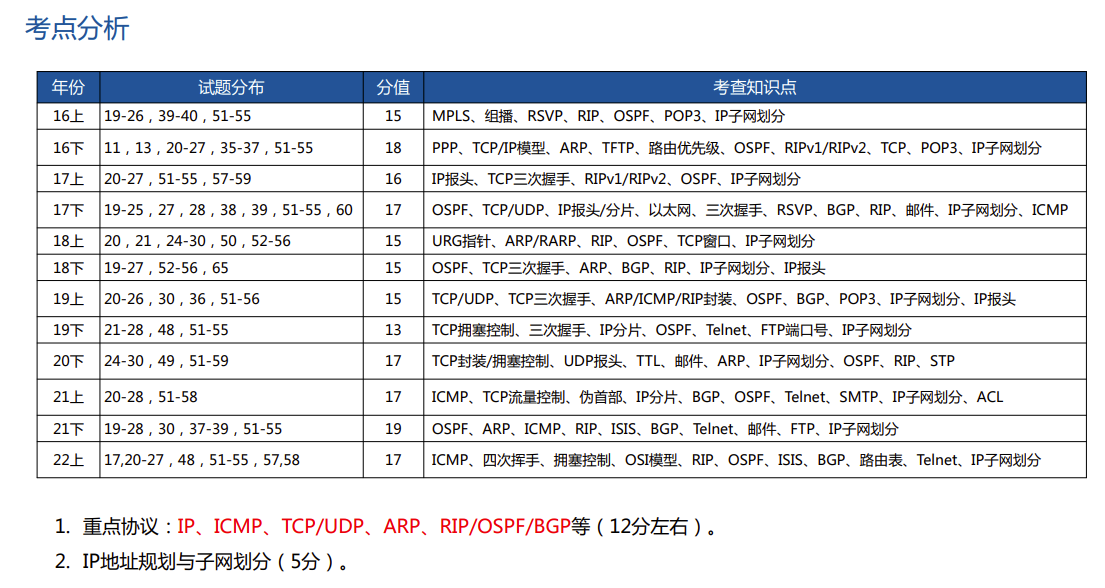 考点分析
年份 试题分布 分值 考查知识点
16上 19-26，39-40，51-55 15 MPLS、组播、RSVP、RIP、OSPF、POP3、IP子网划分
16下 11，13，20-27，35-37，51-55 18 PPP、TCP/IP模型、ARP、TFTP、路由优先级、OSPF、RIPv1/RIPv2、TCP、POP3、IP子网划分
17上 20-27，51-55，57-59 16 IP报头、TCP三次握手、RIPv1/RIPv2、OSPF、IP子网划分
17下 19-25，27，28，38，39，51-55，60 17 OSPF、TCP/UDP、IP报头/分片、以太网、三次握手、RSVP、BGP、RIP、邮件、IP子网划分、ICMP
18上 20，21，24-30，50，52-56 15 URG指针、ARP/RARP、RIP、OSPF、TCP窗口、IP子网划分
18下 19-27，52-56，65 15 OSPF、TCP三次握手、ARP、BGP、RIP、IP子网划分、IP报头
19上 20-26，30，36，51-56 15 TCP/UDP、TCP三次握手、ARP/ICMP/RIP封装、OSPF、BGP、POP3、IP子网划分、IP报头
19下 21-28，48，51-55 13 TCP拥塞控制、三次握手、IP分片、OSPF、Telnet、FTP端口号、IP子网划分
20下 24-30，49，51-59 17 TCP封装/拥塞控制、UDP报头、TTL、邮件、ARP、IP子网划分、OSPF、RIP、STP
21上 20-28，51-58 17 ICMP、TCP流量控制、伪首部、IP分片、BGP、OSPF、Telnet、SMTP、IP子网划分、ACL
21下 19-28，30，37-39，51-55 19 OSPF、ARP、ICMP、RIP、ISIS、BGP、Telnet、邮件、FTP、IP子网划分
22上 17,20-27，48，51-55，57,58 17 ICMP、四次挥手、拥塞控制、OSI模型、RIP、OSPF、ISIS、BGP、路由表、Telnet、IP子网划分
1. 重点协议：IP、ICMP、TCP/UDP、ARP、RIP/OSPF/BGP等（12分左右）。
2. IP地址规划与子网划分（5分）。